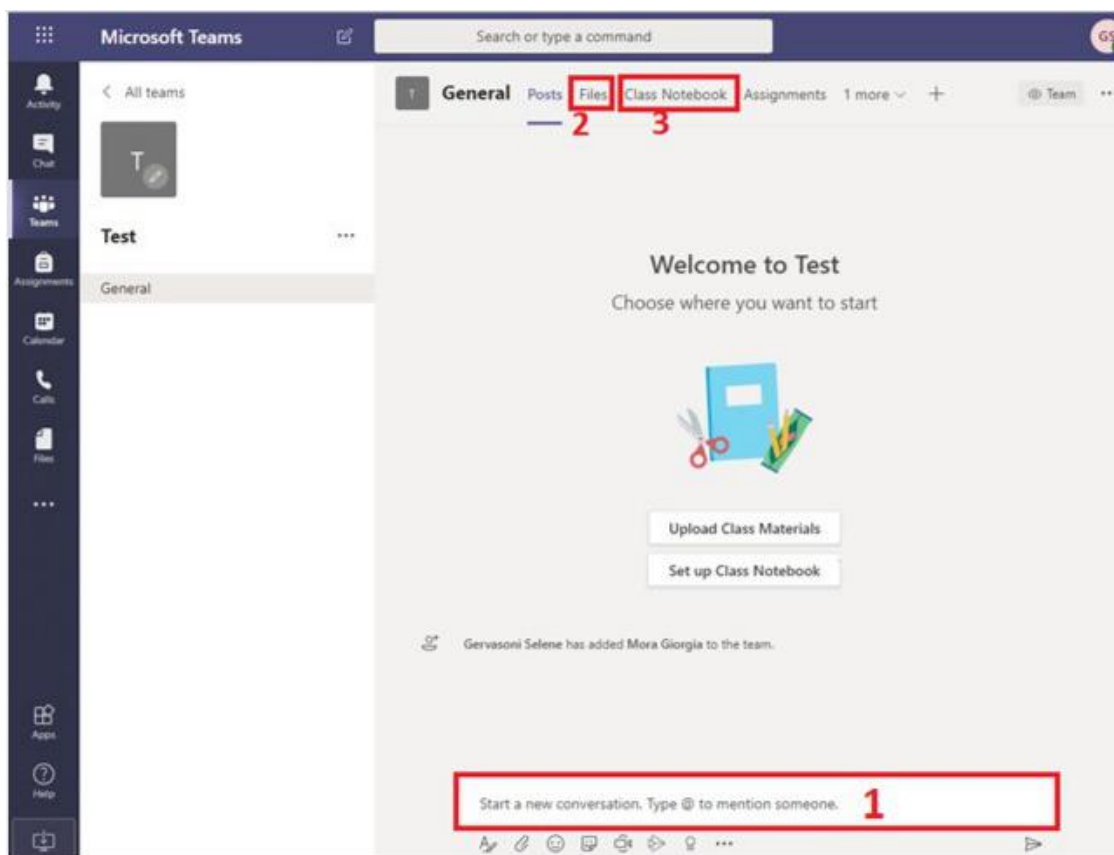 Microsoft Teams
Search or type a command
GS
Activity
Chat
Teams
Assignments
Calendar
Calls
Files
Apps
Help
All teams
T
Test
General
T
General Posts Files Class Notebook Assignments 1 more
Team
2
3
Welcome to Test
Choose where you want to start
Upload Class Materials
Set up Class Notebook
Gervasoni Selene has added Mora Giorgia to the team.
Start a new conversation. Type @ to mention someone.
1